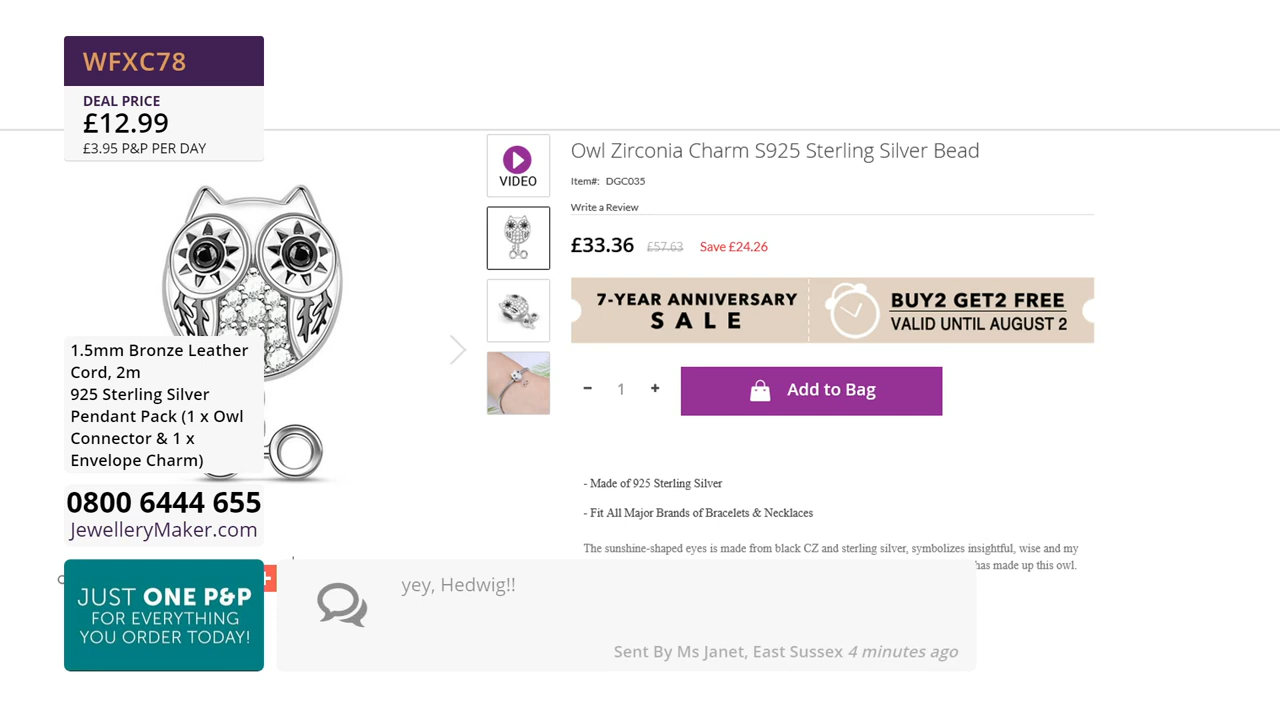 WFXC78
DEAL PRICE
£12.99
£3.95 P&P PER DAY
1.5mm Bronze Leather
Cord, 2m
925 Sterling Silver
Pendant Pack (1 x Owl
Connector & 1 x
Envelope Charm)
0800 6444 655
JewelleryMaker.com
JUST ONE P&P
FOR EVERYTHING
YOU ORDER TODAY!
VIDEO
Owl Zirconia Charm S925 Sterling Silver Bead
Item#: DGC035
Write a Review
£33.36 £57.63 Save £24.26
7-YEAR ANNIVERSARY
SALE
BUY2 GET2 FREE
VALID UNTIL AUGUST 2
- 1 +
Add to Bag
- Made of 925 Sterling Silver
- Fit All Major Brands of Bracelets & Necklaces
The sunshine-shaped eyes is made from black CZ and sterling silver, symbolizes insightful, wise and my
has made up this owl.
yey, Hedwig!!
Sent By Ms Janet, East Sussex 4 minutes ago